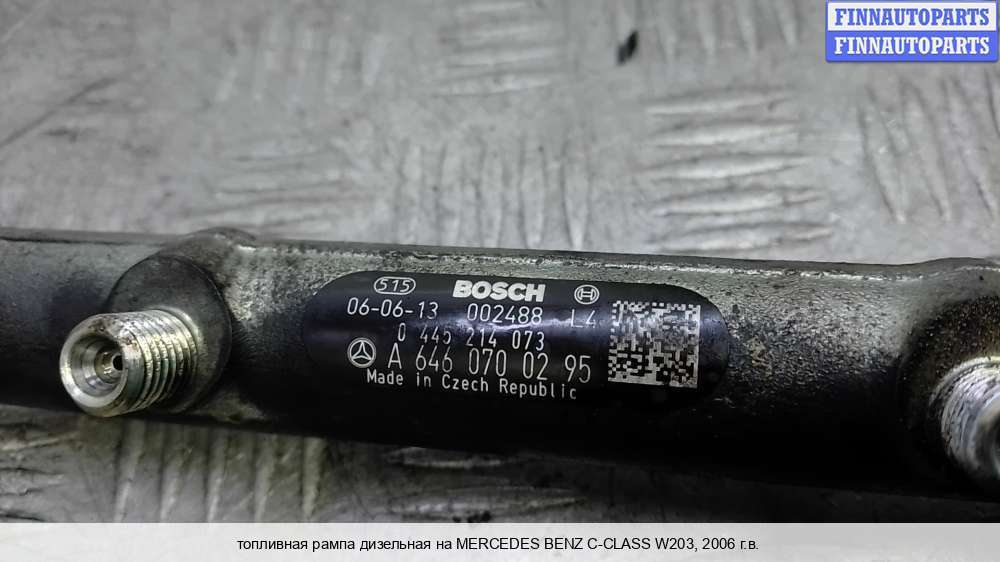 FINNAUTOPARTS
FINNAUTOPARTS
515 BOSCH
06-06-13 002488 L4
0 445 214 073
A 646 070 02 95
Made in Czech Republic
топливная рампа дизельная на MERCEDES BENZ C-CLASS W203, 2006 г.в.